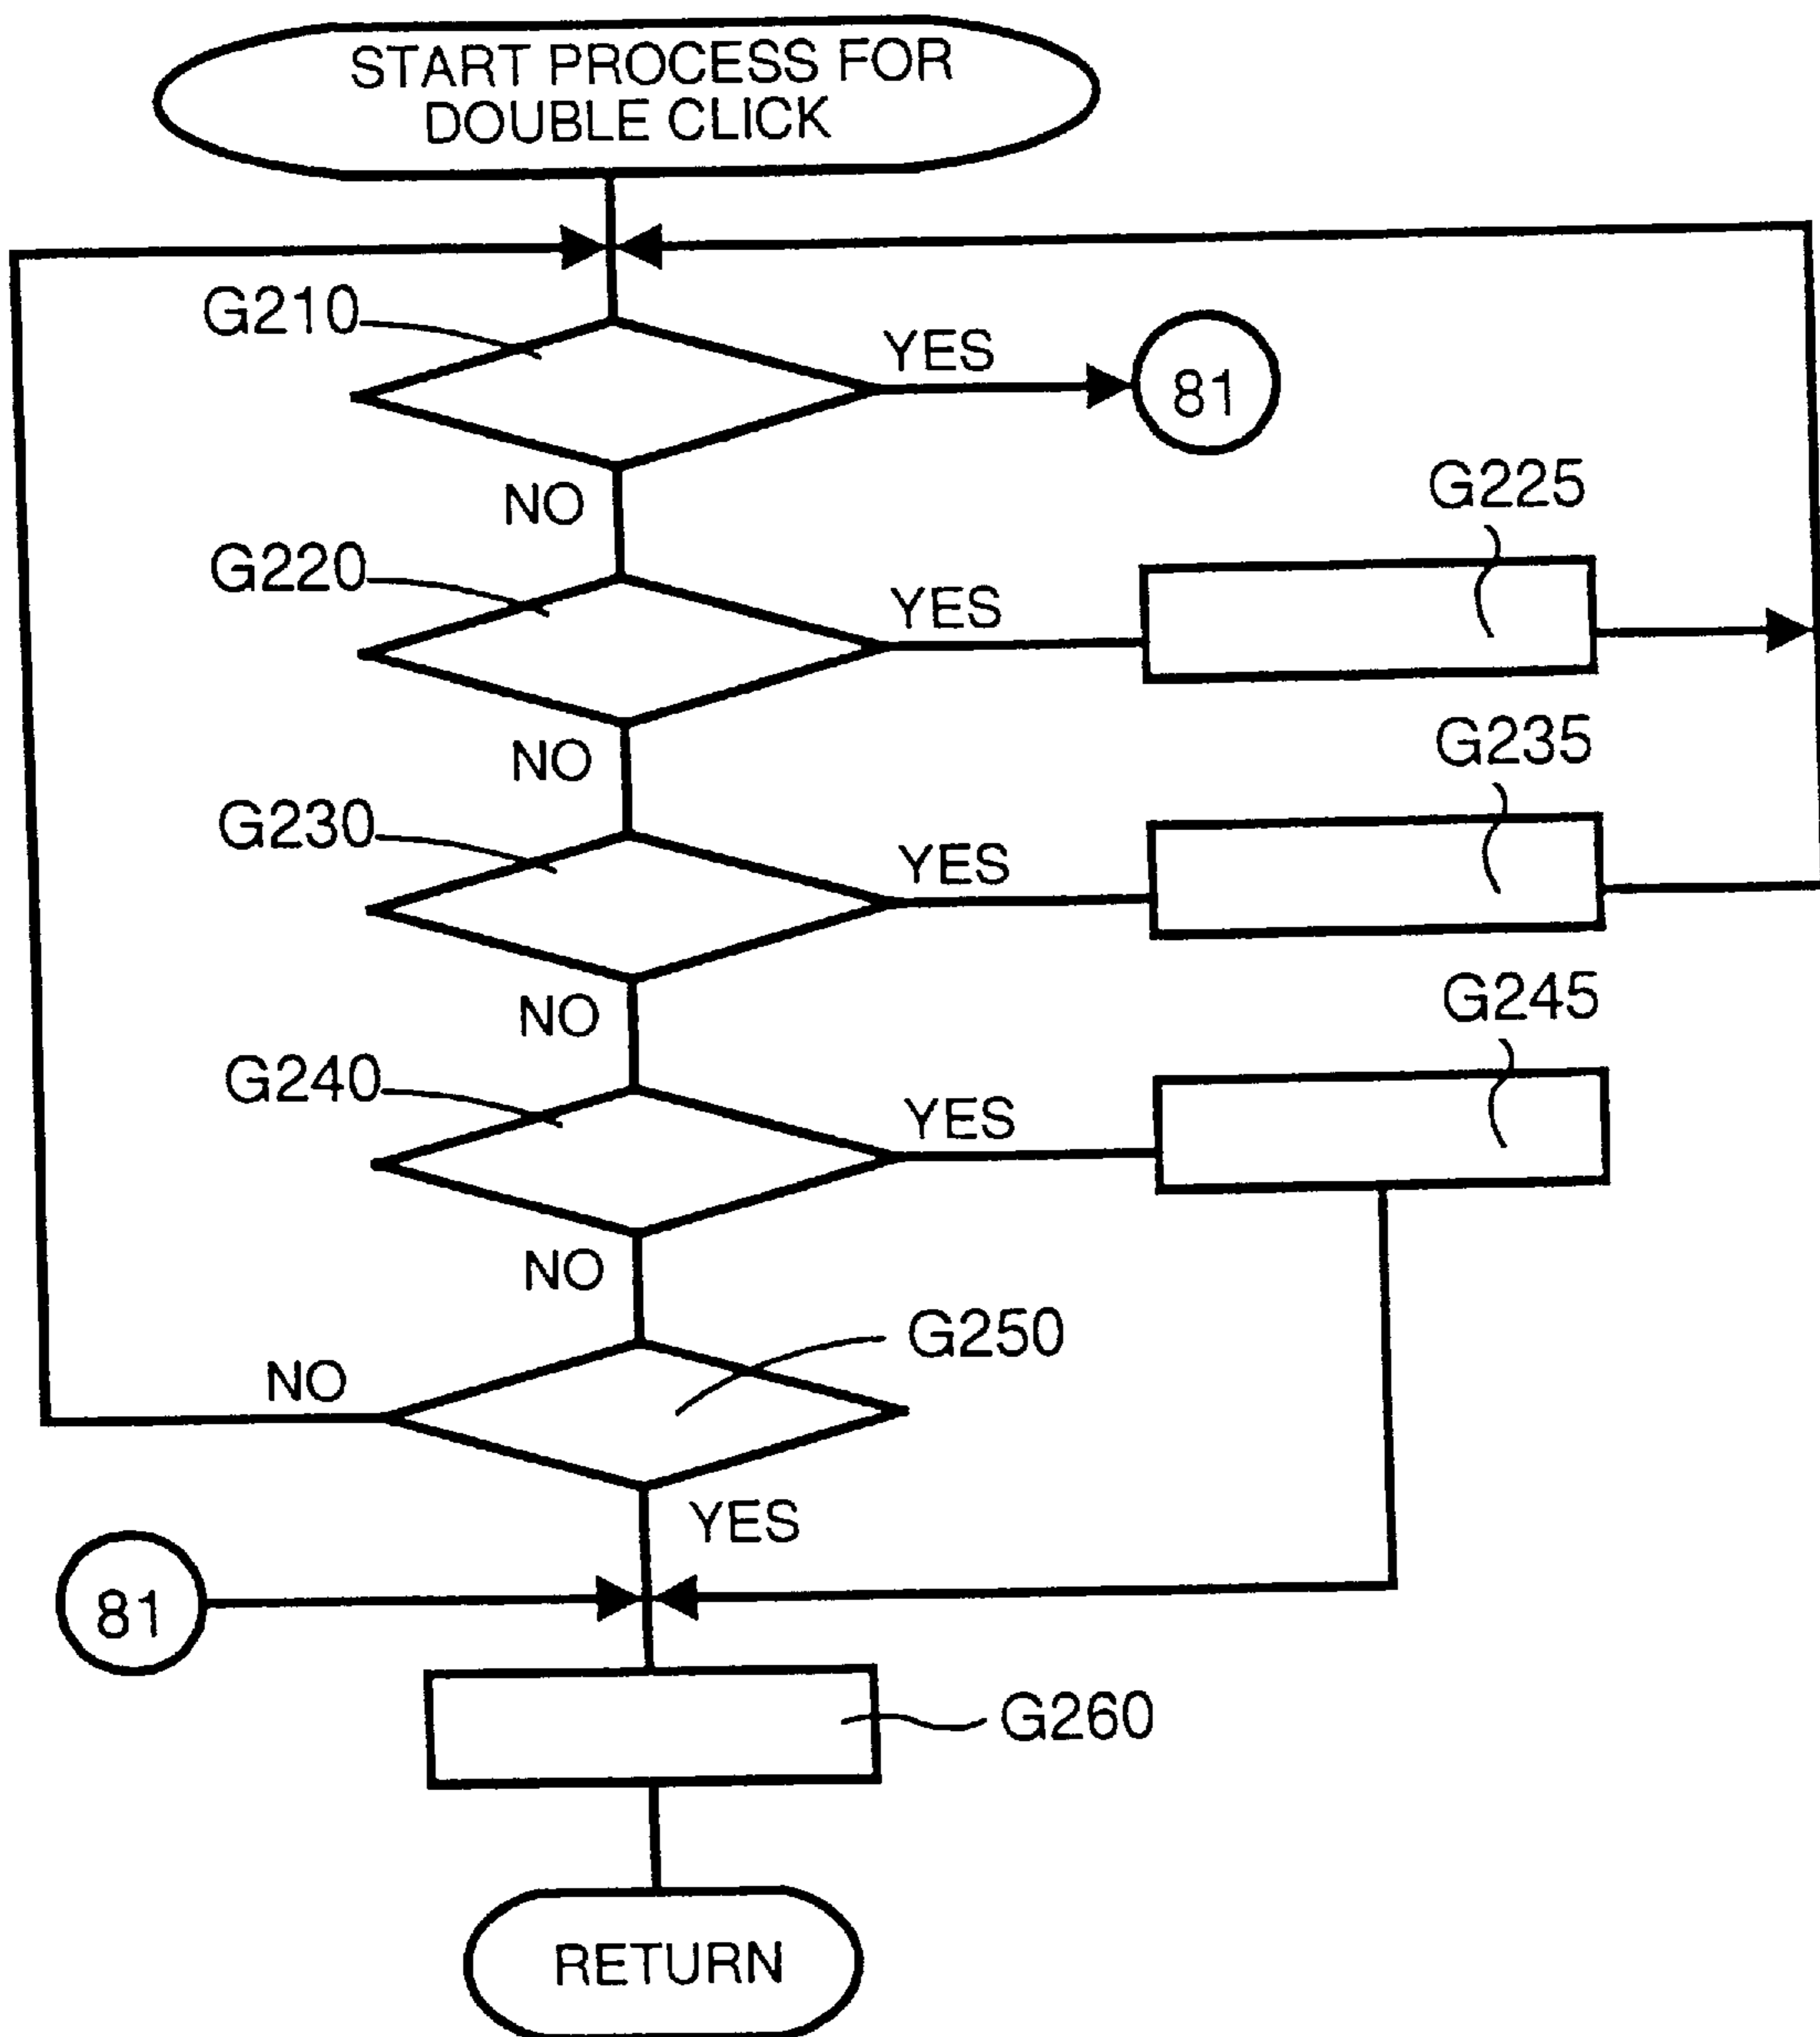 START PROCESS FOR
DOUBLE CLICK
G210
YES
81
NO
G220
YES
G225
NO
G230
YES
G235
NO
G240
YES
G245
NO
G250
NO
YES
81
G260
RETURN